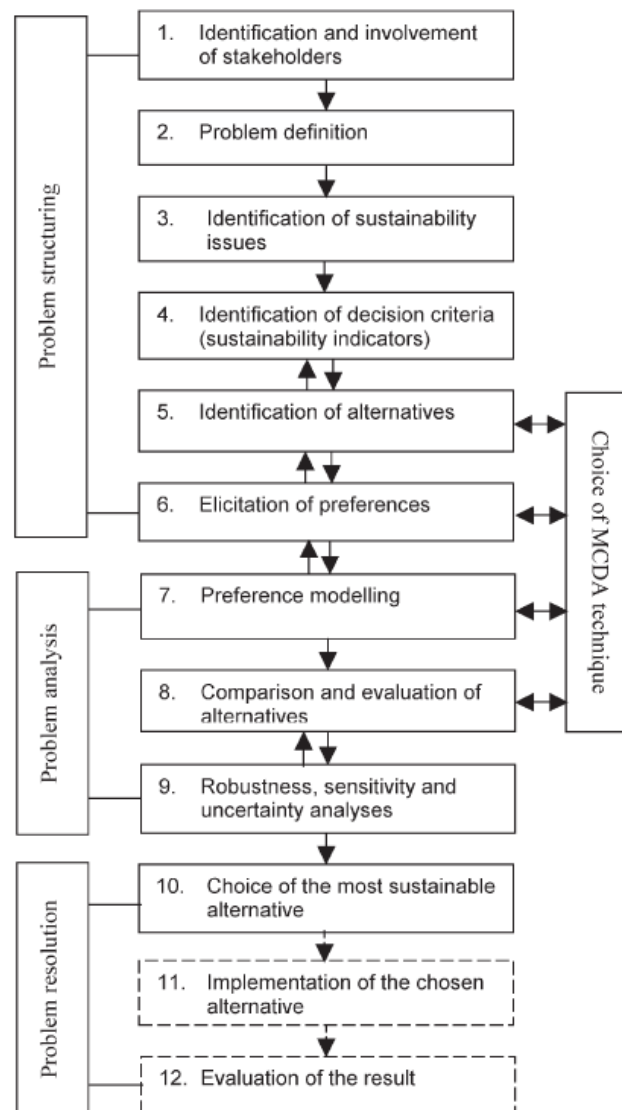 1. Identification and involvement
of stakeholders
2. Problem definition
3. Identification of sustainability
issues
4. Identification of decision criteria
(sustainability indicators)
5. Identification of alternatives
6. Elicitation of preferences
7. Preference modelling
8. Comparison and evaluation of
alternatives
9. Robustness, sensitivity and
uncertainty analyses
10. Choice of the most sustainable
alternative
11. Implementation of the chosen
alternative
12. Evaluation of the result
Problem structuring
Problem analysis
Problem resolution
Choice of MCDA technique